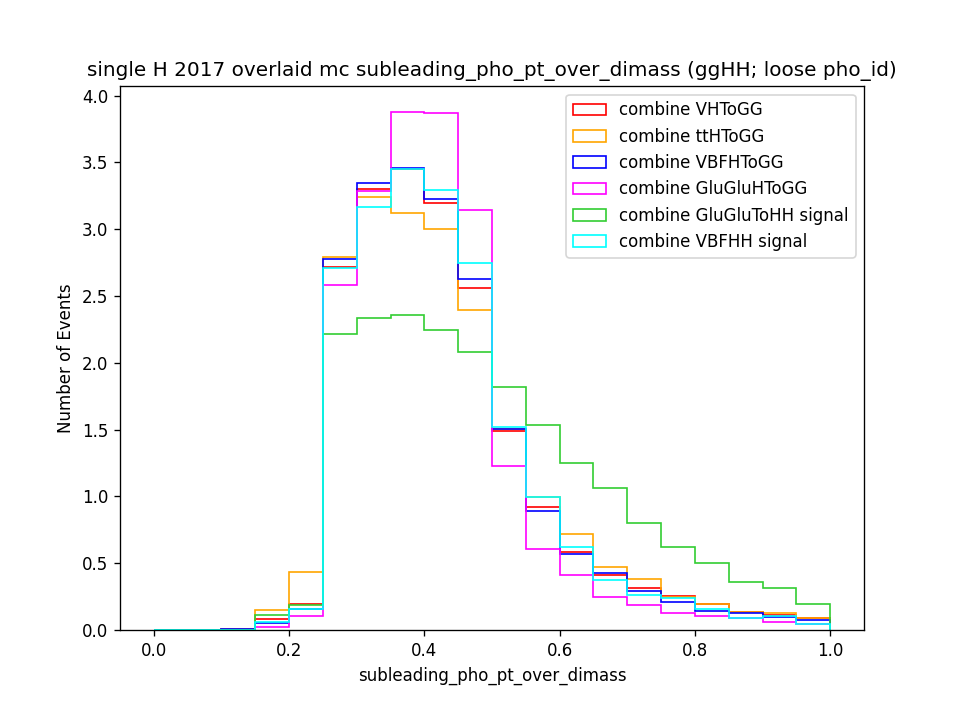 single H 2017 overlaid mc subleading_pho_pt_over_dimass (ggHH; loose pho_id)
combine VHToGG
combine ttHToGG
combine VBFHToGG
combine GluGluHToGG
combine GluGluToHH signal
combine VBFHH signal
Number of Events
4.0
3.5
3.0
2.5
2.0
1.5
1.0
0.5
0.0
0.0 0.2 0.4 0.6 0.8 1.0
subleading_pho_pt_over_dimass